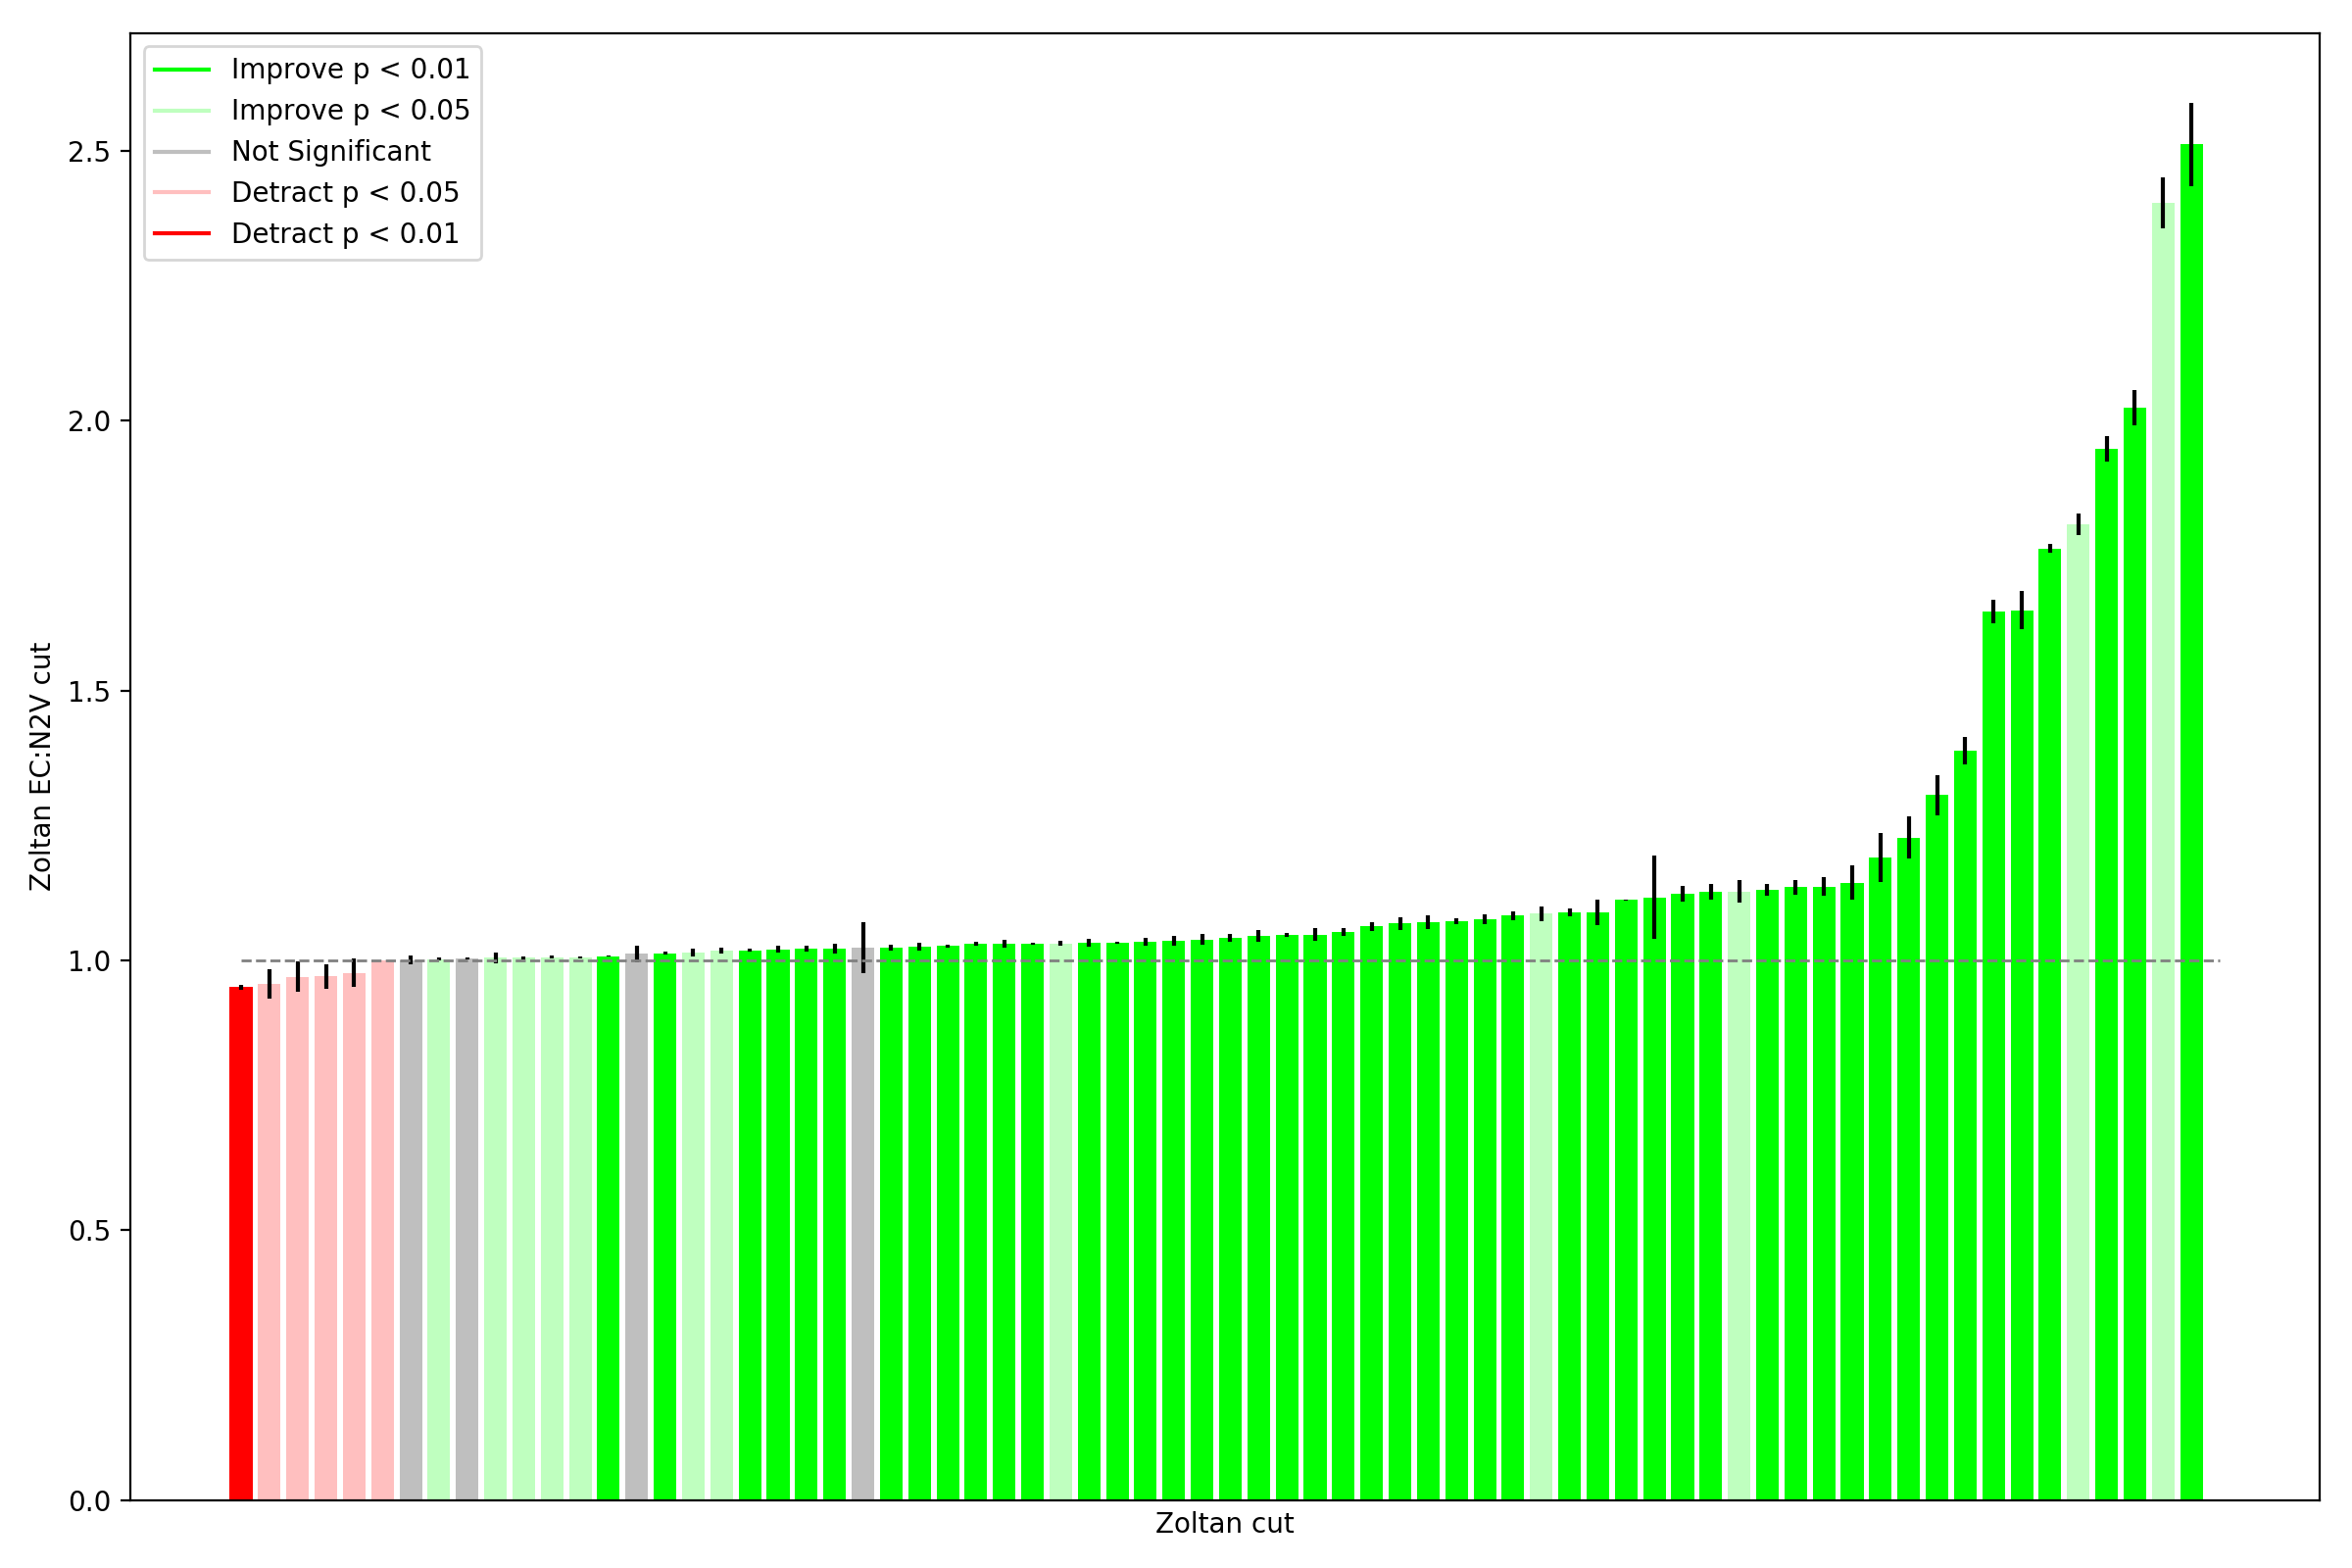 Improve p < 0.01
Improve p < 0.05
Not Significant
Detract p < 0.05
Detract p < 0.01
2.5
2.0
1.5
1.0
0.5
0.0
Zoltan EC:N2V cut
Zoltan cut